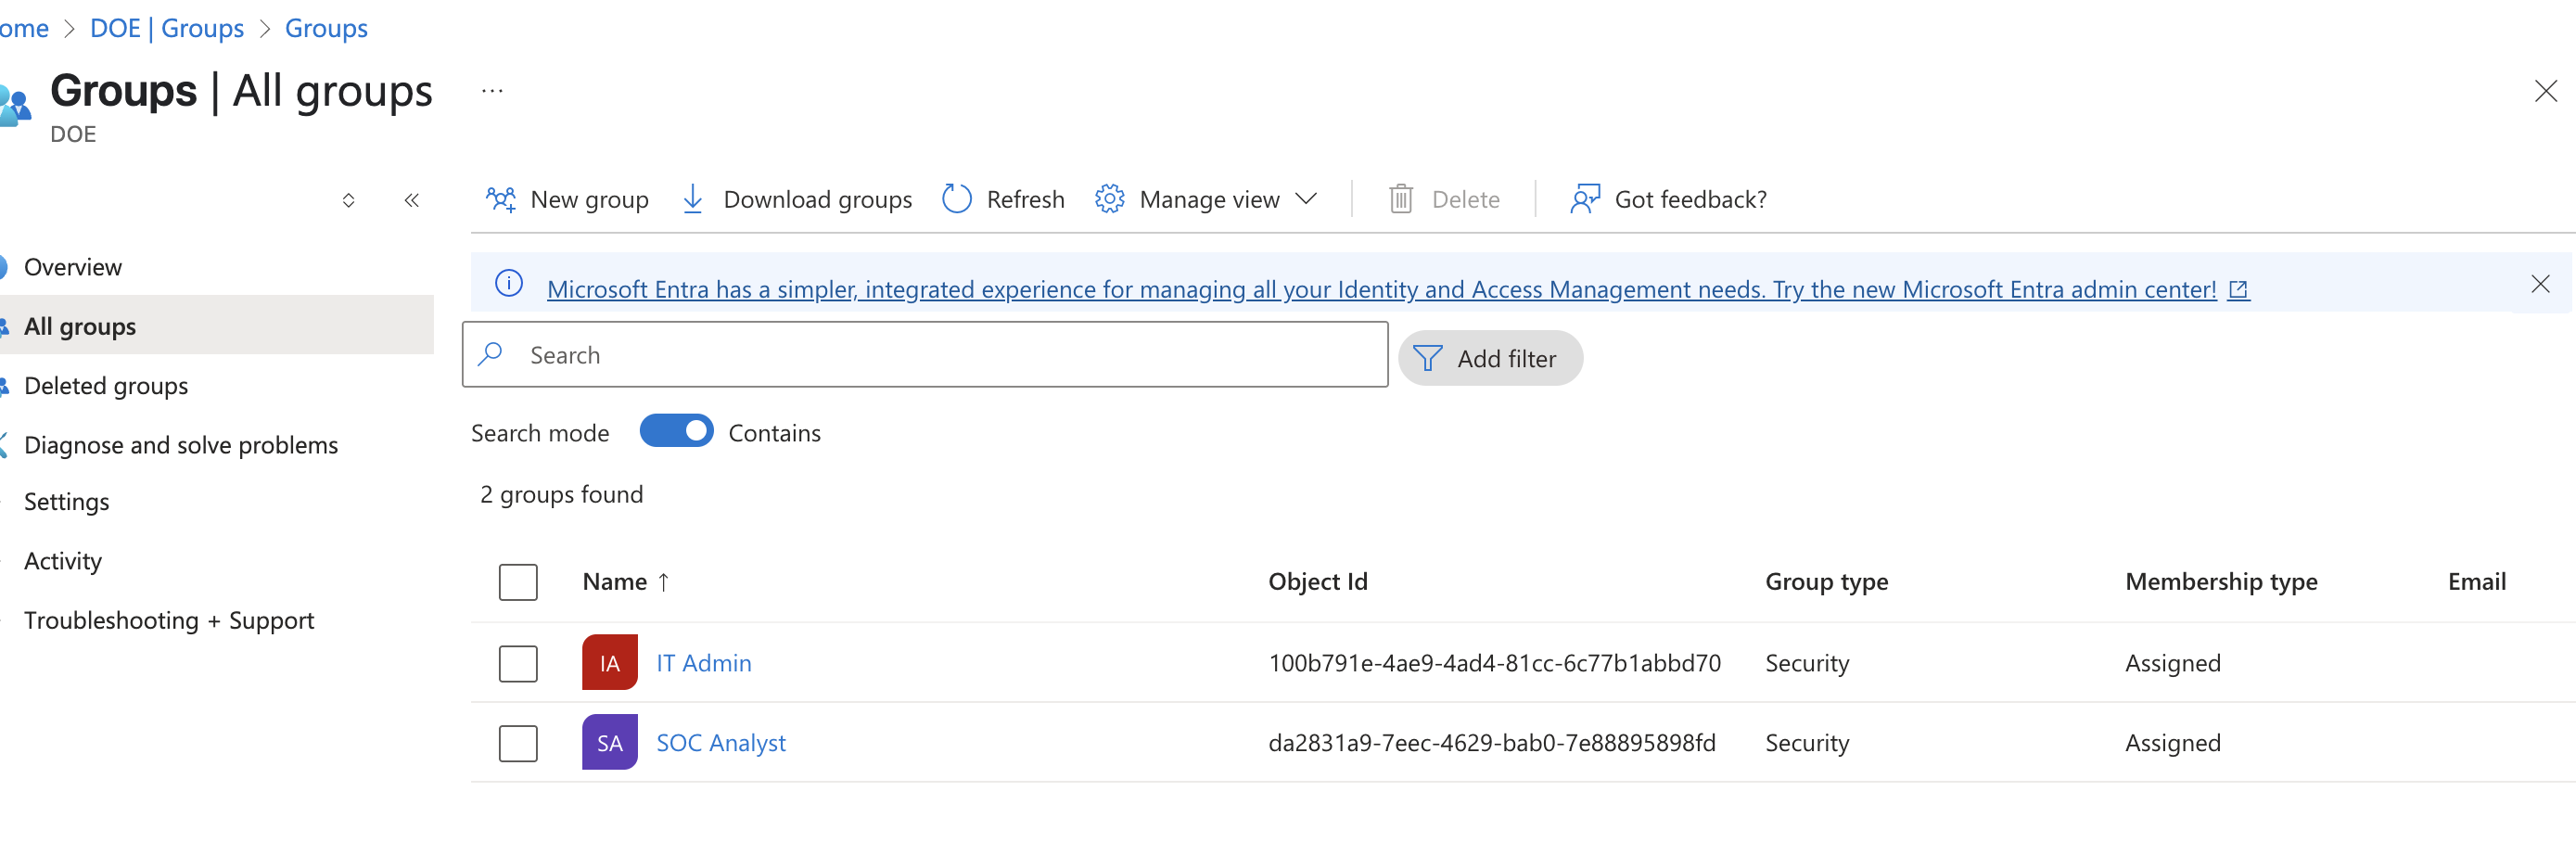 ome > DOE | Groups > Groups
Groups | All groups ...
DOE
New group Download groups Refresh Manage view Delete Got feedback?
Overview
All groups
Deleted groups
Diagnose and solve problems
Settings
Activity
Troubleshooting + Support
Microsoft Entra has a simpler, integrated experience for managing all your Identity and Access Management needs. Try the new Microsoft Entra admin center!
Search
Add filter
Search mode Contains
2 groups found
Name ↑ Object Id Group type Membership type Email
IA IT Admin 100b791e-4ae9-4ad4-81cc-6c77b1abbd70 Security Assigned
SA SOC Analyst da2831a9-7eec-4629-bab0-7e88895898fd Security Assigned